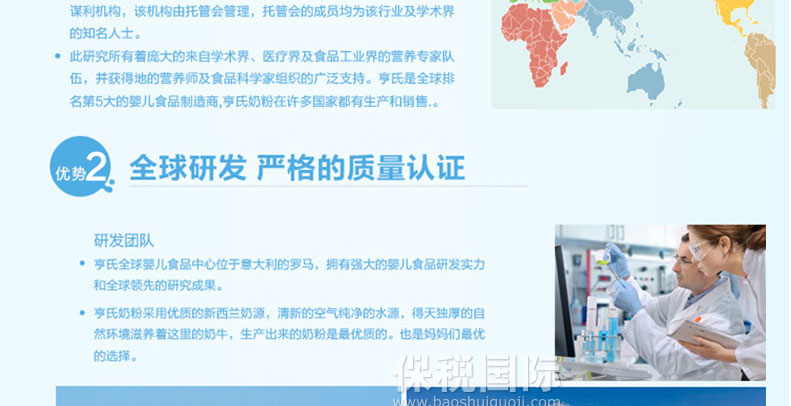 谋利机构，该机构由托管会管理，托管会的成员均为该行业及学术界
的知名人士。
此研究所有着庞大的来自学术界、医疗界及食品工业界的营养专家队
伍，并获得地的营养师及食品科学家组织的广泛支持。亨氏是全球排
名第5大的婴儿食品制造商,亨氏奶粉在许多国家都有生产和销售.。
优势2 全球研发 严格的质量认证
研发团队
亨氏全球婴儿食品中心位于意大利的罗马，拥有强大的婴儿食品研发实力
和全球领先的研究成果。
亨氏奶粉采用优质的新西兰奶源，清新的空气纯净的水源，得天独厚的自
然环境滋养着这里的奶牛，生产出来的奶粉是最优质的。也是妈妈们最优
的选择。
保税国际
www.baoshuiguoji.com